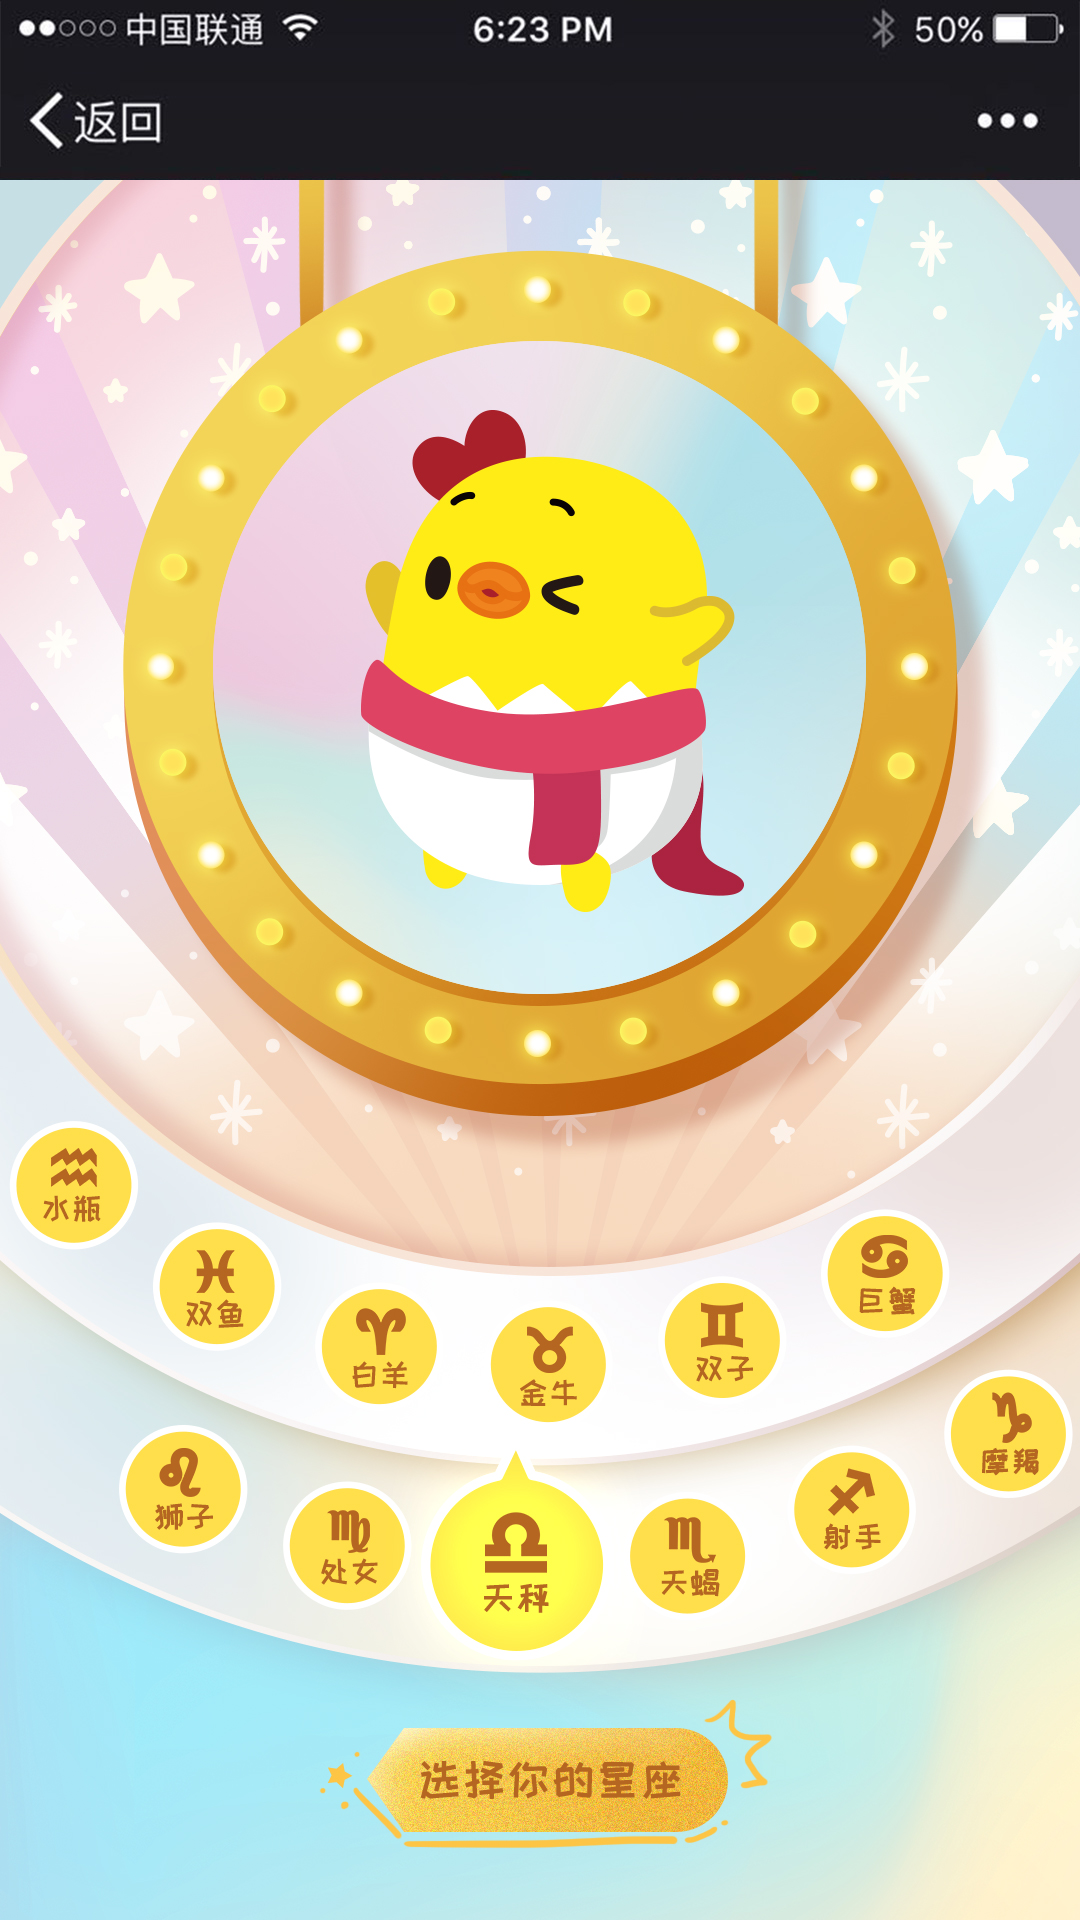 中国联通 6:23 PM 50%
返回
水瓶
双鱼
白羊
金牛
双子
巨蟹
狮子
处女
天秤
天蝎
射手
摩羯
选择你的星座